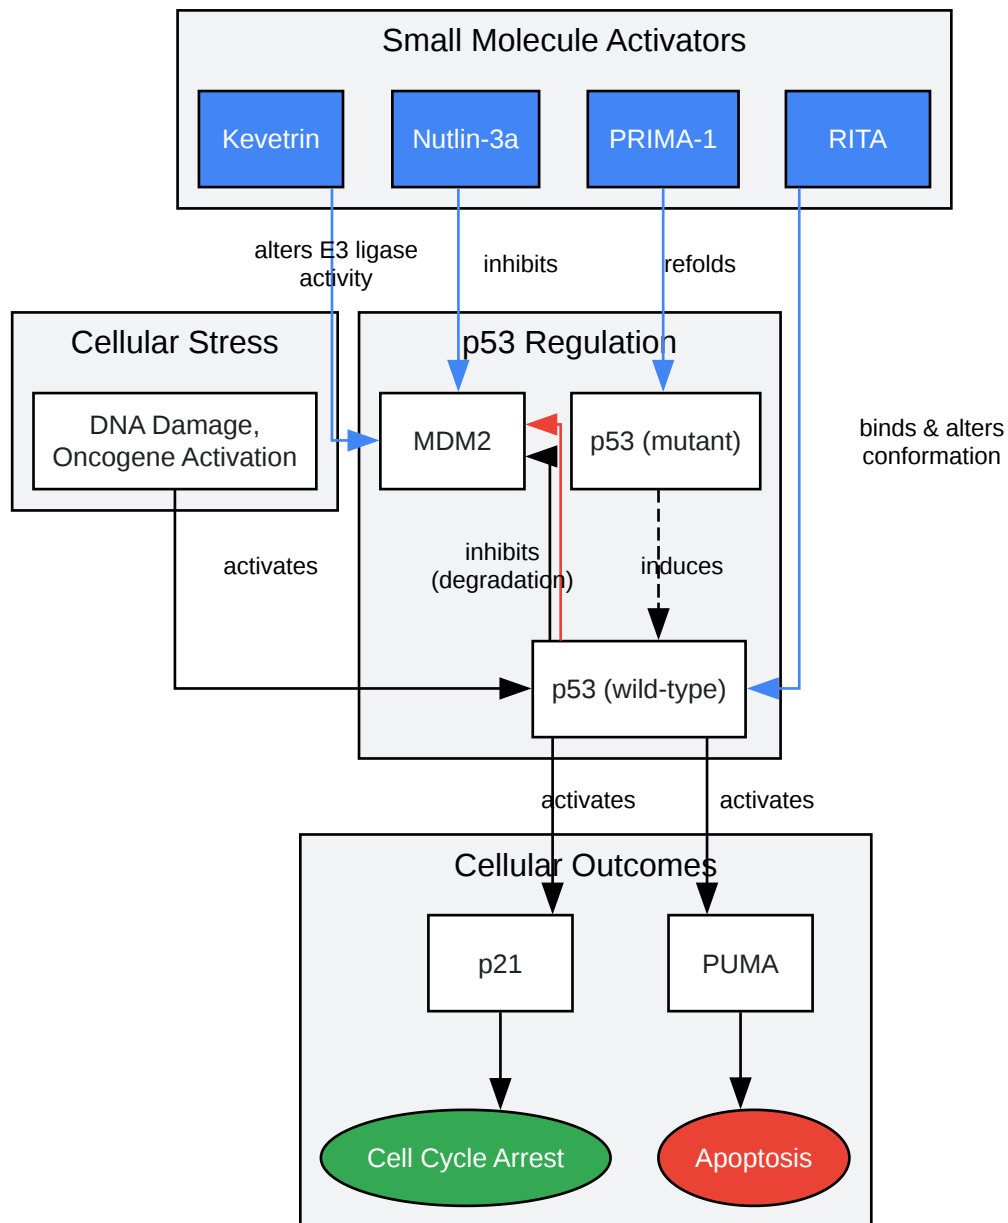 Small Molecule Activators
Kevetrin
Nutlin-3a
PRIMA-1
RITA
alters E3 ligase
activity
inhibits
refolds
Cellular Stress
p53 Regulation
DNA Damage,
Oncogene Activation
MDM2
p53 (mutant)
binds & alters
conformation
activates
inhibits
(degradation)
induces
p53 (wild-type)
activates
activates
Cellular Outcomes
p21
PUMA
Cell Cycle Arrest
Apoptosis